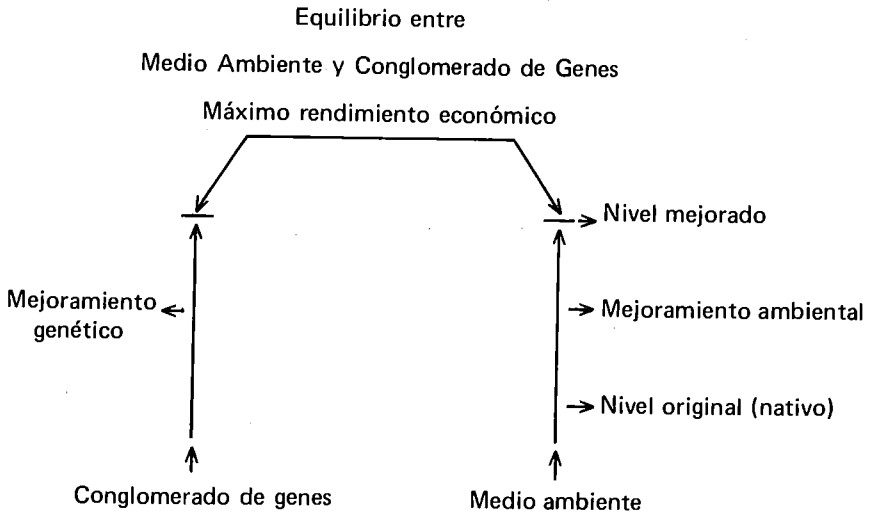 Equilibrio entre
Medio Ambiente y Conglomerado de Genes
Máximo rendimiento económico
Nivel mejorado
Mejoramiento
genético
Mejoramiento ambiental
Nivel original (nativo)
Conglomerado de genes
Medio ambiente